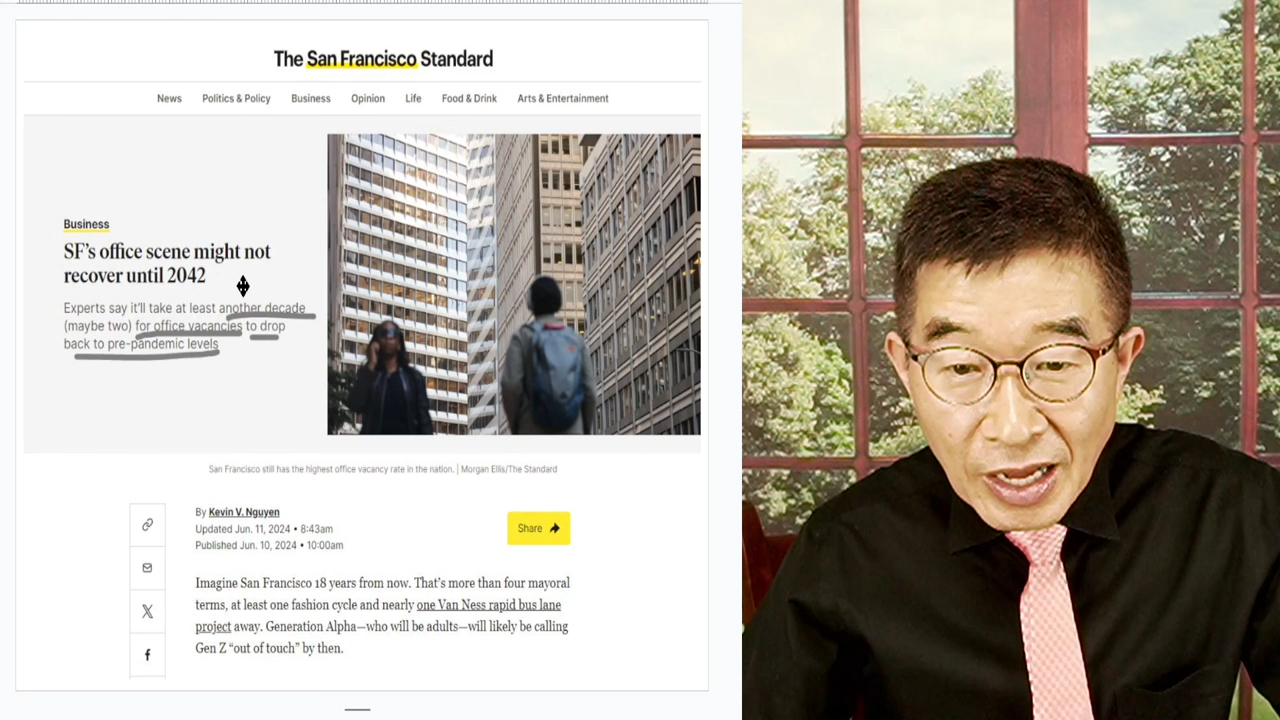 The San Francisco Standard
News Politics & Policy Business Opinion Life Food & Drink Arts & Entertainment
Business
SF's office scene might not
recover until 2042
Experts say it'll take at least another decade
(maybe two) for office vacancies to drop
back to pre-pandemic levels
San Francisco still has the highest office vacancy rate in the nation. | Morgan Ellis/The Standard
By Kevin V. Nguyen
Updated Jun. 11, 2024 • 8:43am
Published Jun. 10, 2024 • 10:00am
Share
Imagine San Francisco 18 years from now. That's more than four mayoral
terms, at least one fashion cycle and nearly one Van Ness rapid bus lane
project away. Generation Alpha—who will be adults—will likely be calling
Gen Z “out of touch” by then.